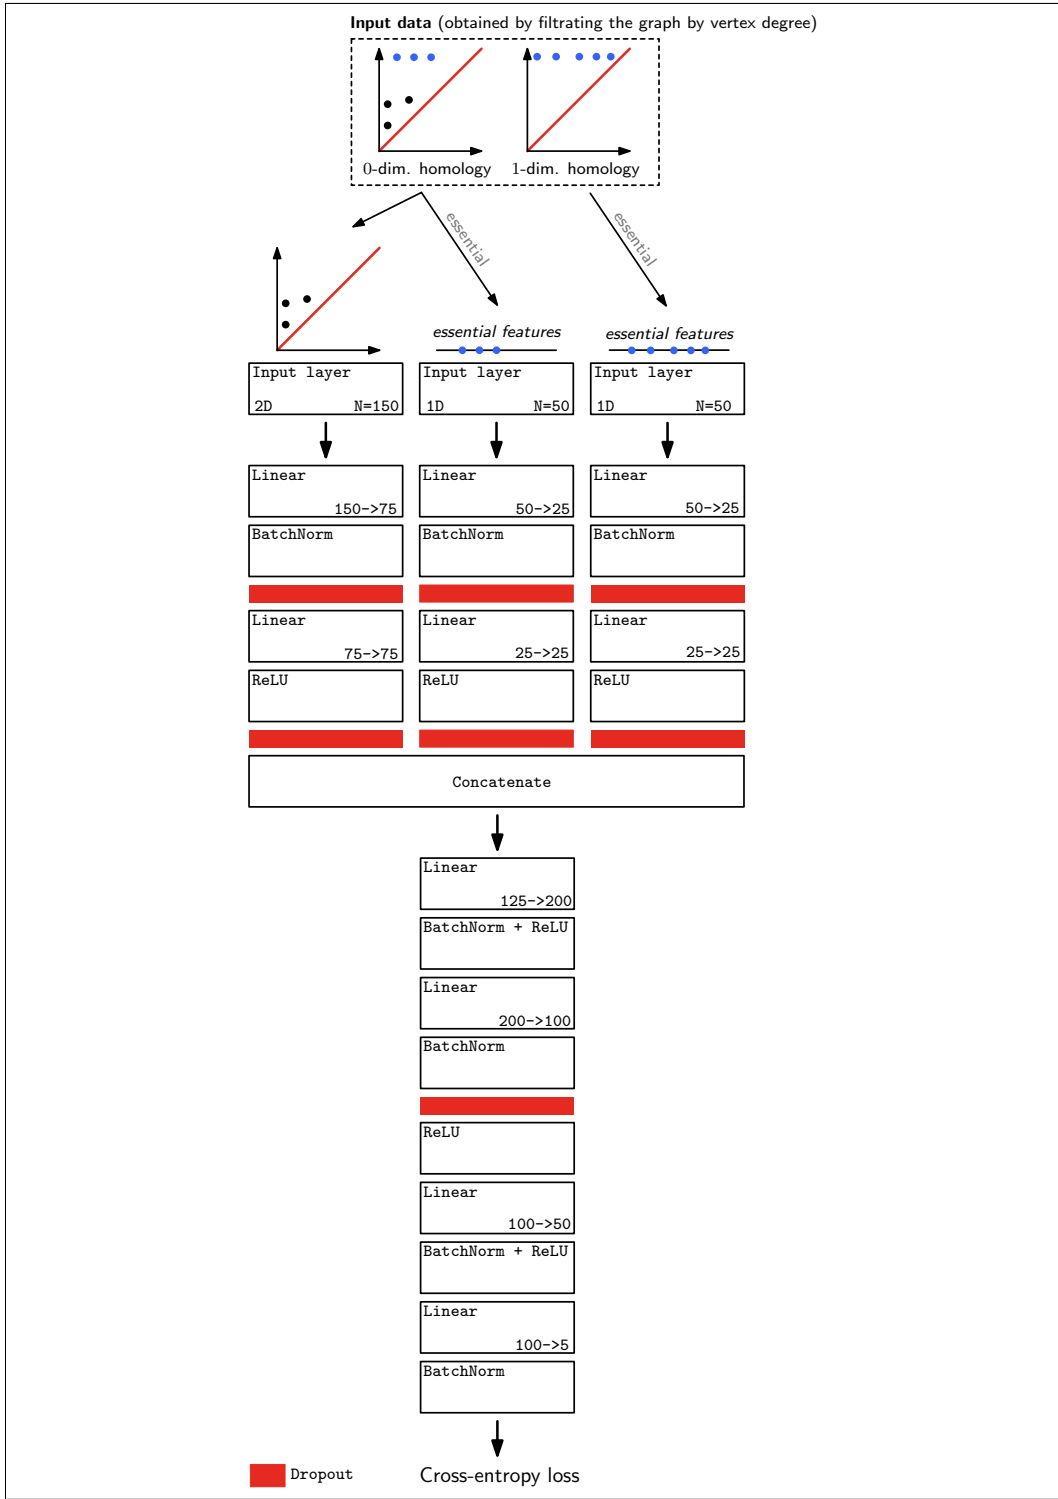 Input data (obtained by filtrating the graph by vertex degree)
0-dim. homology 1-dim. homology
essential essential
essential features essential features
Input layer Input layer Input layer
2D N=150 1D N=50 1D N=50
Linear Linear Linear
150->75 50->25 50->25
BatchNorm BatchNorm BatchNorm
Linear Linear Linear
75->75 25->25 25->25
ReLU ReLU ReLU
Concatenate
Linear
125->200
BatchNorm + ReLU
Linear
200->100
BatchNorm
ReLU
Linear
100->50
BatchNorm + ReLU
Linear
100->5
BatchNorm
Dropout Cross-entropy loss